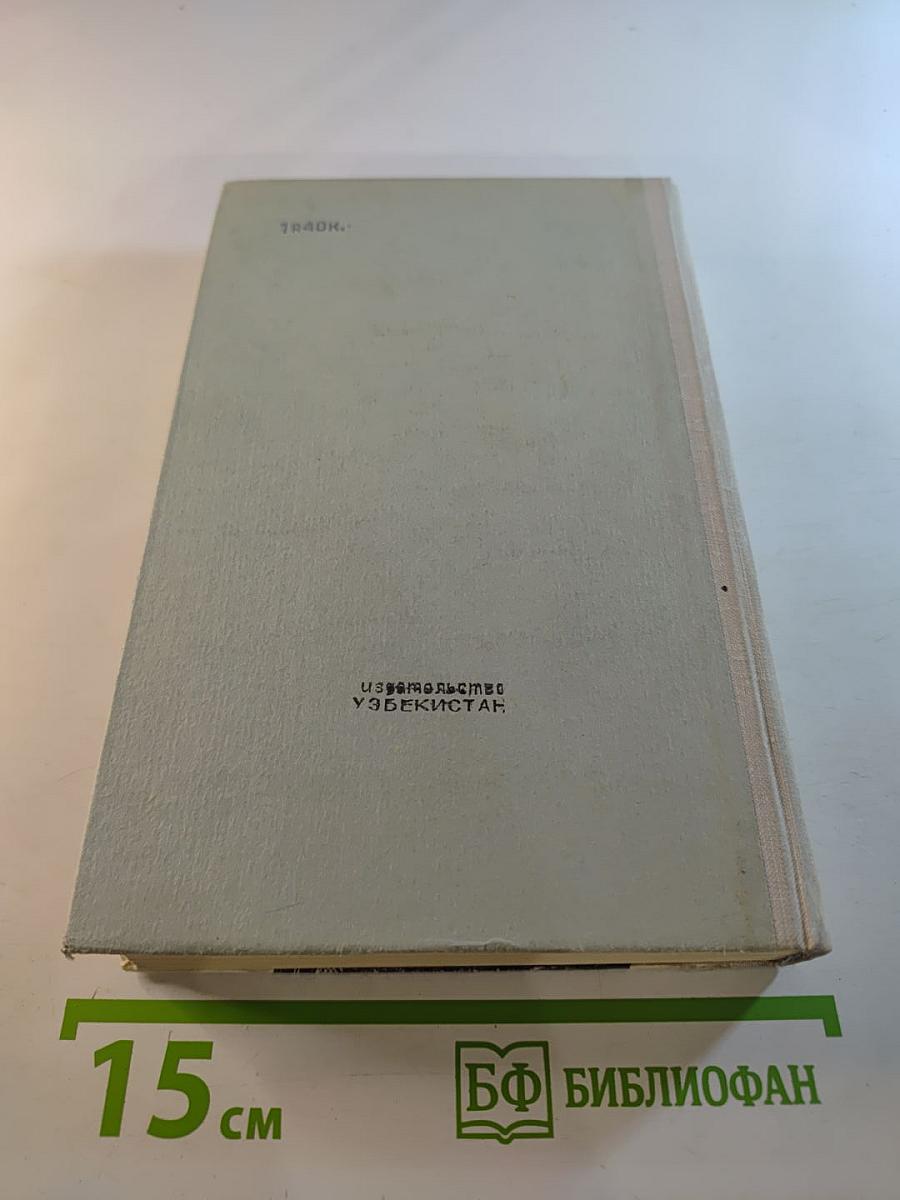 1р40к.
издательство
УЗБЕКИСТАН
15 см
БФ БИБЛИОФАН